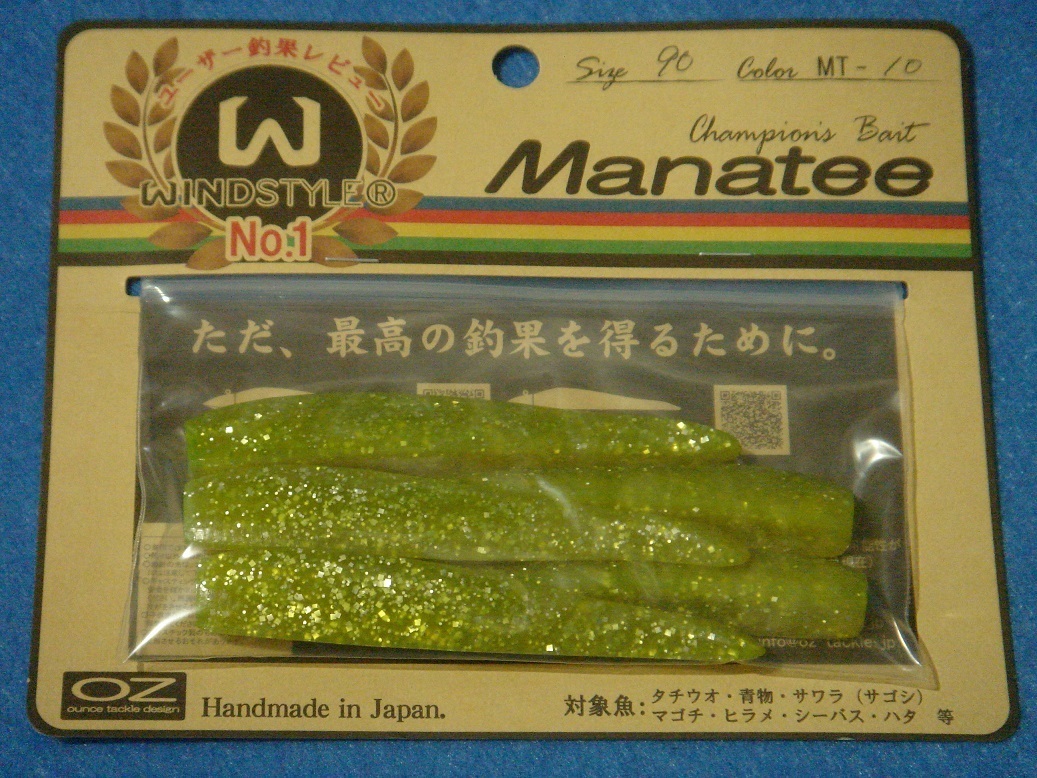 ユーザー釣果レビュー
W
WINDSTYLE®
No.1
Size 90 Color MT-10
Champion's Bait
Manatee
ただ、最高の釣果を得るために。
OZ
ounce tackle design
Handmade in Japan.
対象魚：タチウオ・青物・サワラ（サゴシ）
マゴチ・ヒラメ・シーバス・ハタ 等